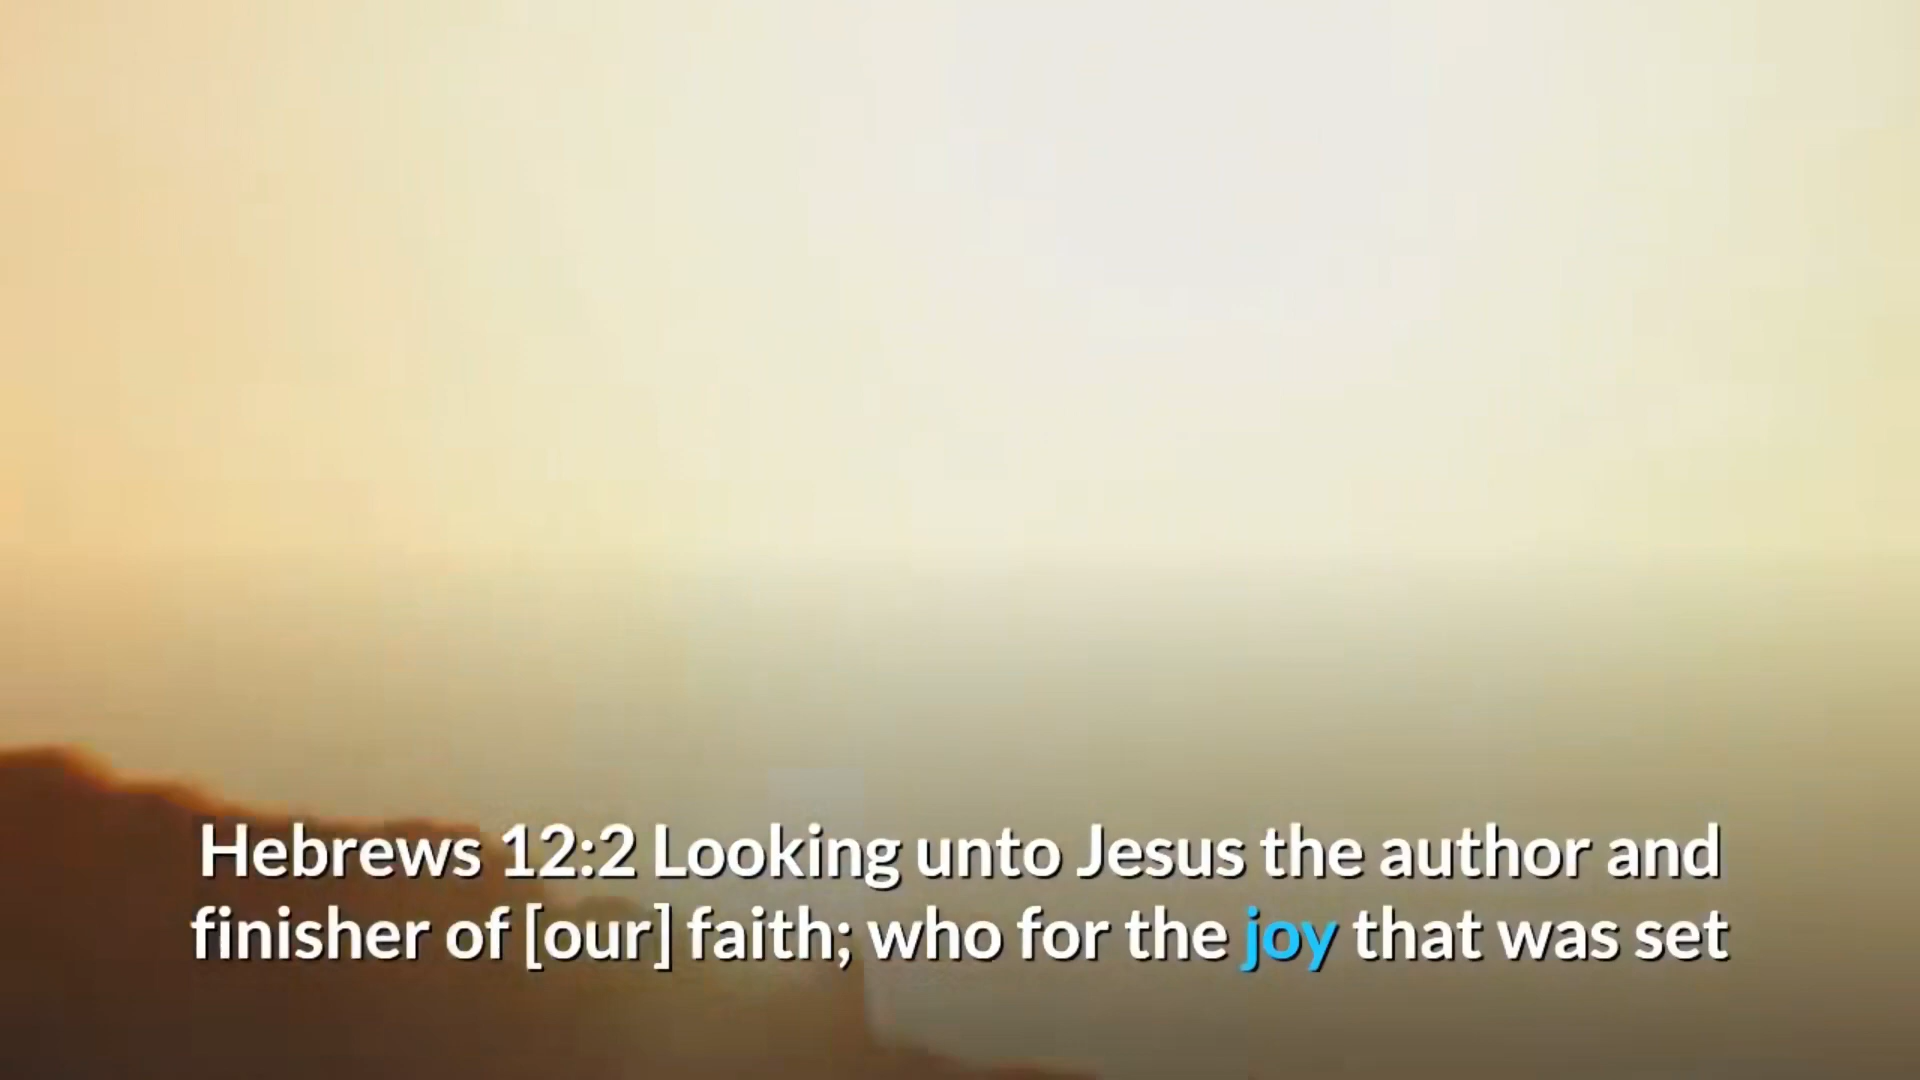 Hebrews 12:2 Looking unto Jesus the author and
finisher of [our] faith; who for the joy that was set